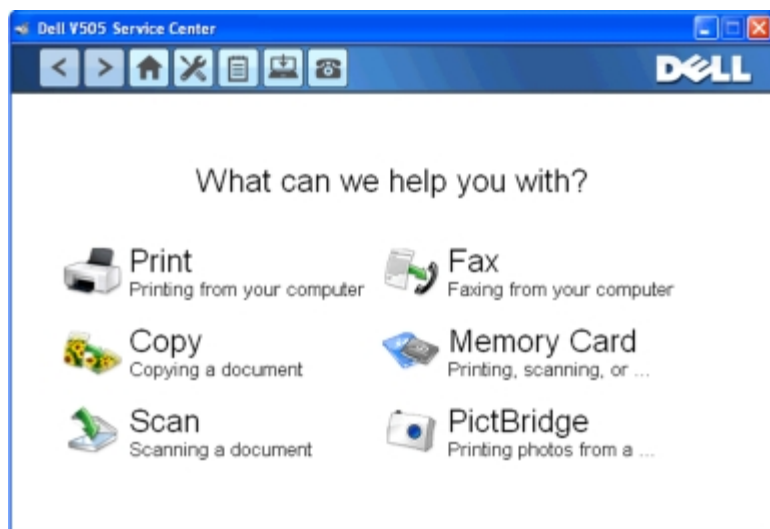 Dell V505 Service Center
DELL
What can we help you with?
Print
Printing from your computer
Fax
Faxing from your computer
Copy
Copying a document
Memory Card
Printing, scanning, or ...
Scan
Scanning a document
PictBridge
Printing photos from a ...